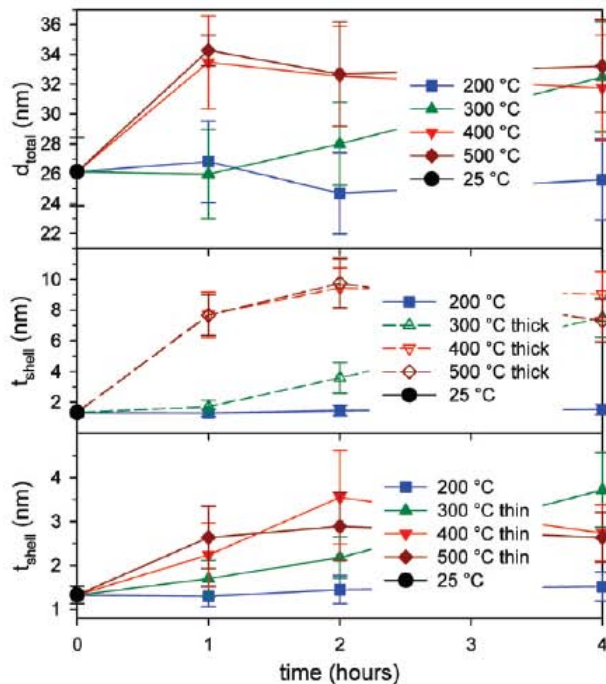 36
34
32
30
28
26
24
22
d_total (nm)
200 °C
300 °C
400 °C
500 °C
25 °C
10
8
6
4
2
t_shell (nm)
200 °C
300 °C thick
400 °C thick
500 °C thick
25 °C
4
3
2
1
t_shell (nm)
200 °C
300 °C thin
400 °C thin
500 °C thin
25 °C
0
1
2
3
4
time (hours)